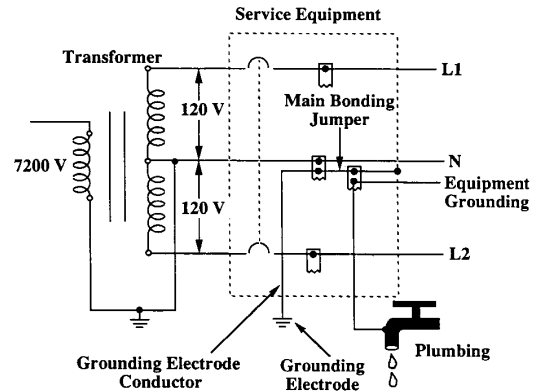 Service Equipment
Transformer
L1
120 V
Main Bonding
Jumper
7200 V
N
Equipment
Grounding
120 V
L2
Grounding Electrode
Conductor
Grounding
Electrode
Plumbing